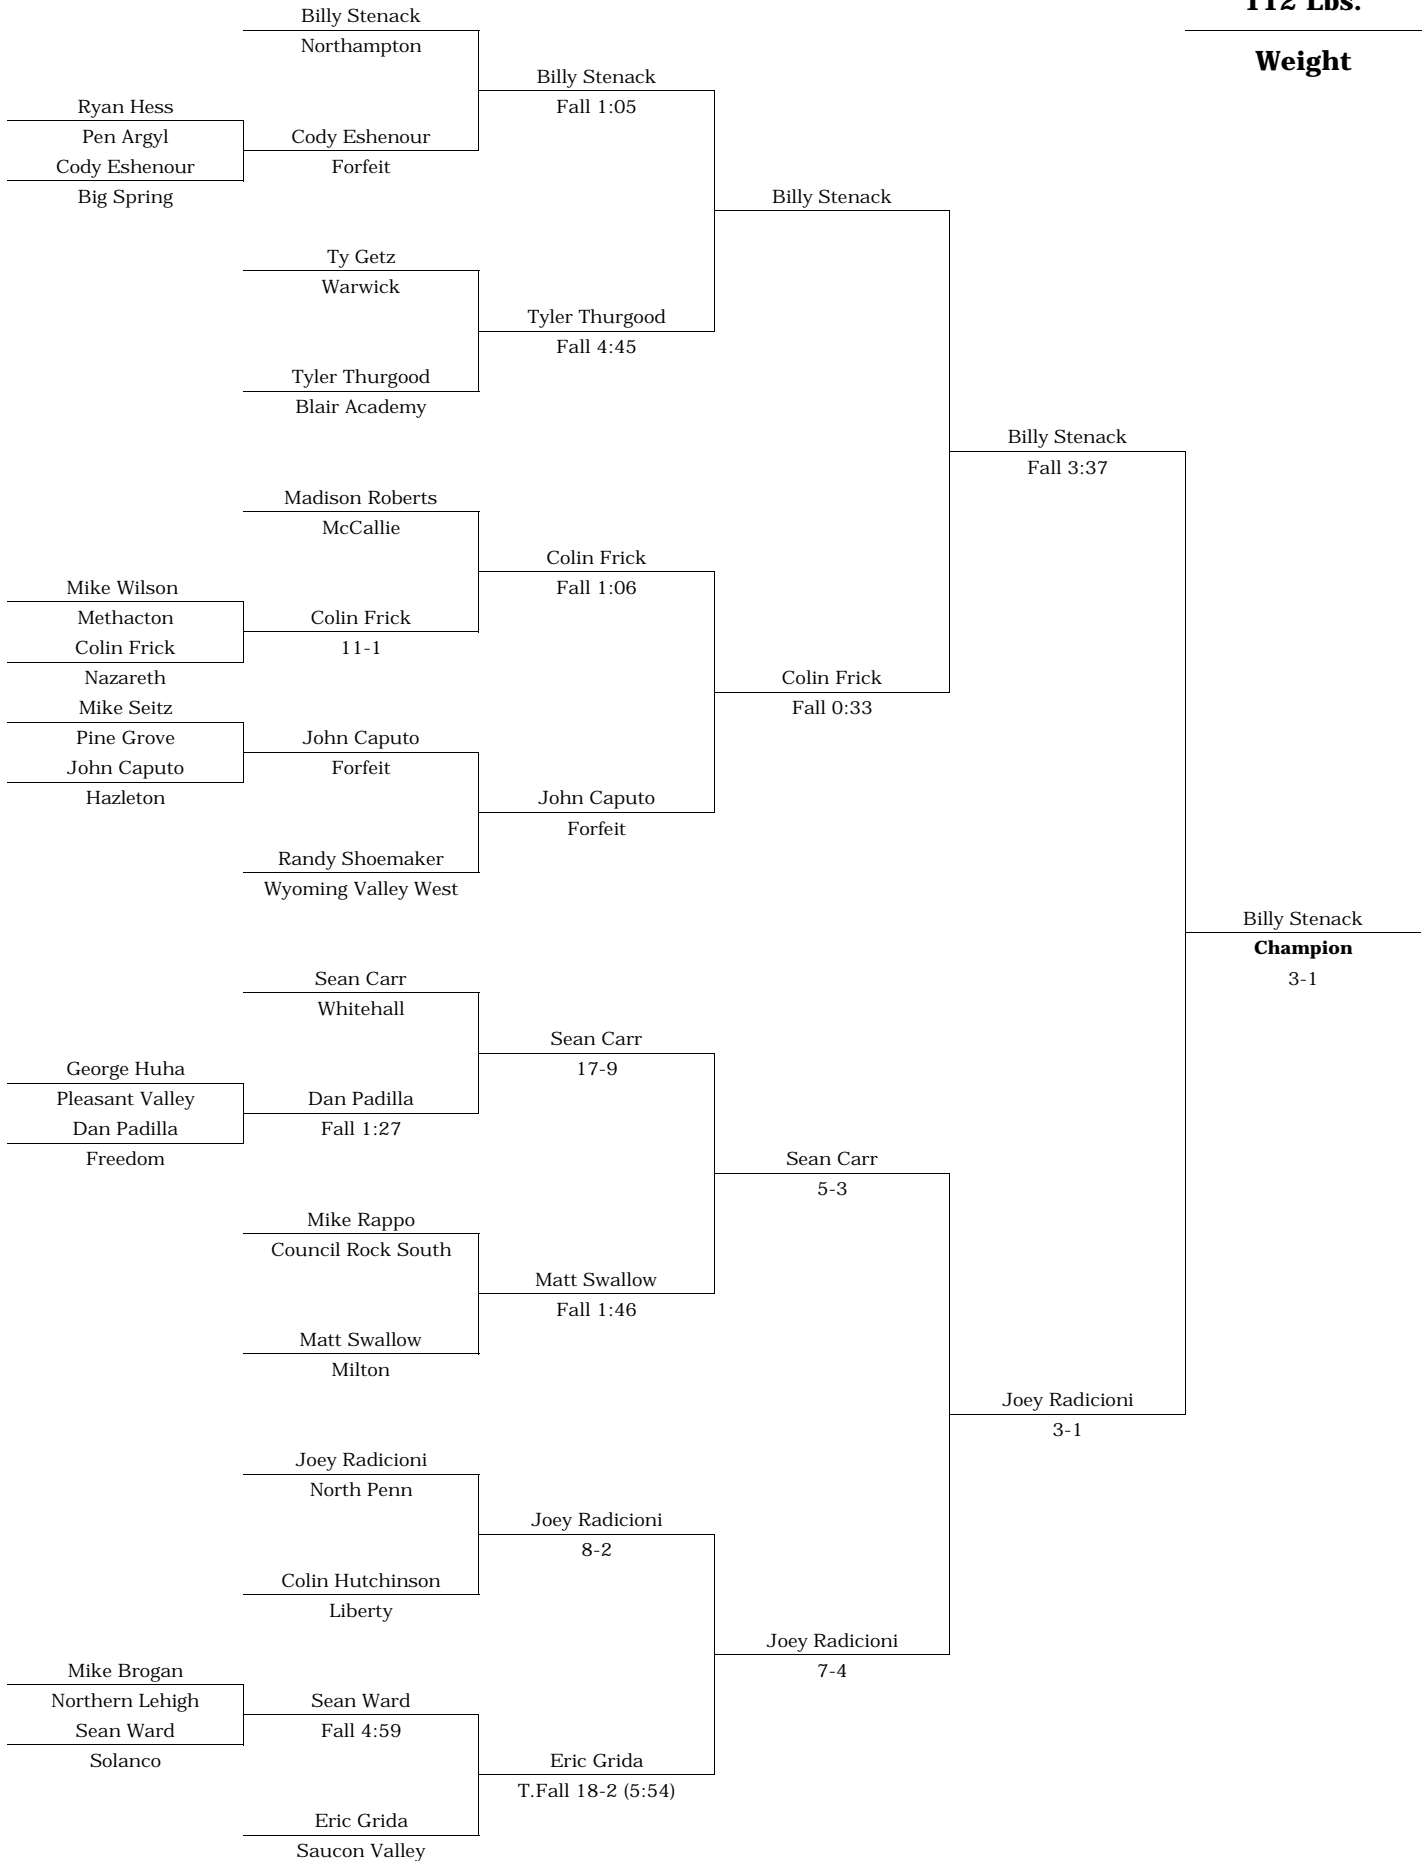 112 Lbs.
Weight
Billy Stenack
Northampton
Billy Stenack
Fall 1:05
Ryan Hess
Pen Argyl
Cody Eshenour
Big Spring
Cody Eshenour
Forfeit
Billy Stenack
Ty Getz
Warwick
Tyler Thurgood
Fall 4:45
Tyler Thurgood
Blair Academy
Billy Stenack
Fall 3:37
Madison Roberts
McCallie
Colin Frick
Fall 1:06
Mike Wilson
Methacton
Colin Frick
Nazareth
Colin Frick
11-1
Colin Frick
Fall 0:33
Mike Seitz
Pine Grove
John Caputo
Hazleton
John Caputo
Forfeit
John Caputo
Forfeit
Randy Shoemaker
Wyoming Valley West
Billy Stenack
Champion
3-1
Sean Carr
Whitehall
Sean Carr
17-9
George Huha
Pleasant Valley
Dan Padilla
Freedom
Dan Padilla
Fall 1:27
Sean Carr
5-3
Mike Rappo
Council Rock South
Matt Swallow
Fall 1:46
Matt Swallow
Milton
Joey Radicioni
3-1
Joey Radicioni
North Penn
Joey Radicioni
8-2
Colin Hutchinson
Liberty
Joey Radicioni
7-4
Mike Brogan
Northern Lehigh
Sean Ward
Solanco
Sean Ward
Fall 4:59
Eric Grida
T.Fall 18-2 (5:54)
Eric Grida
Saucon Valley